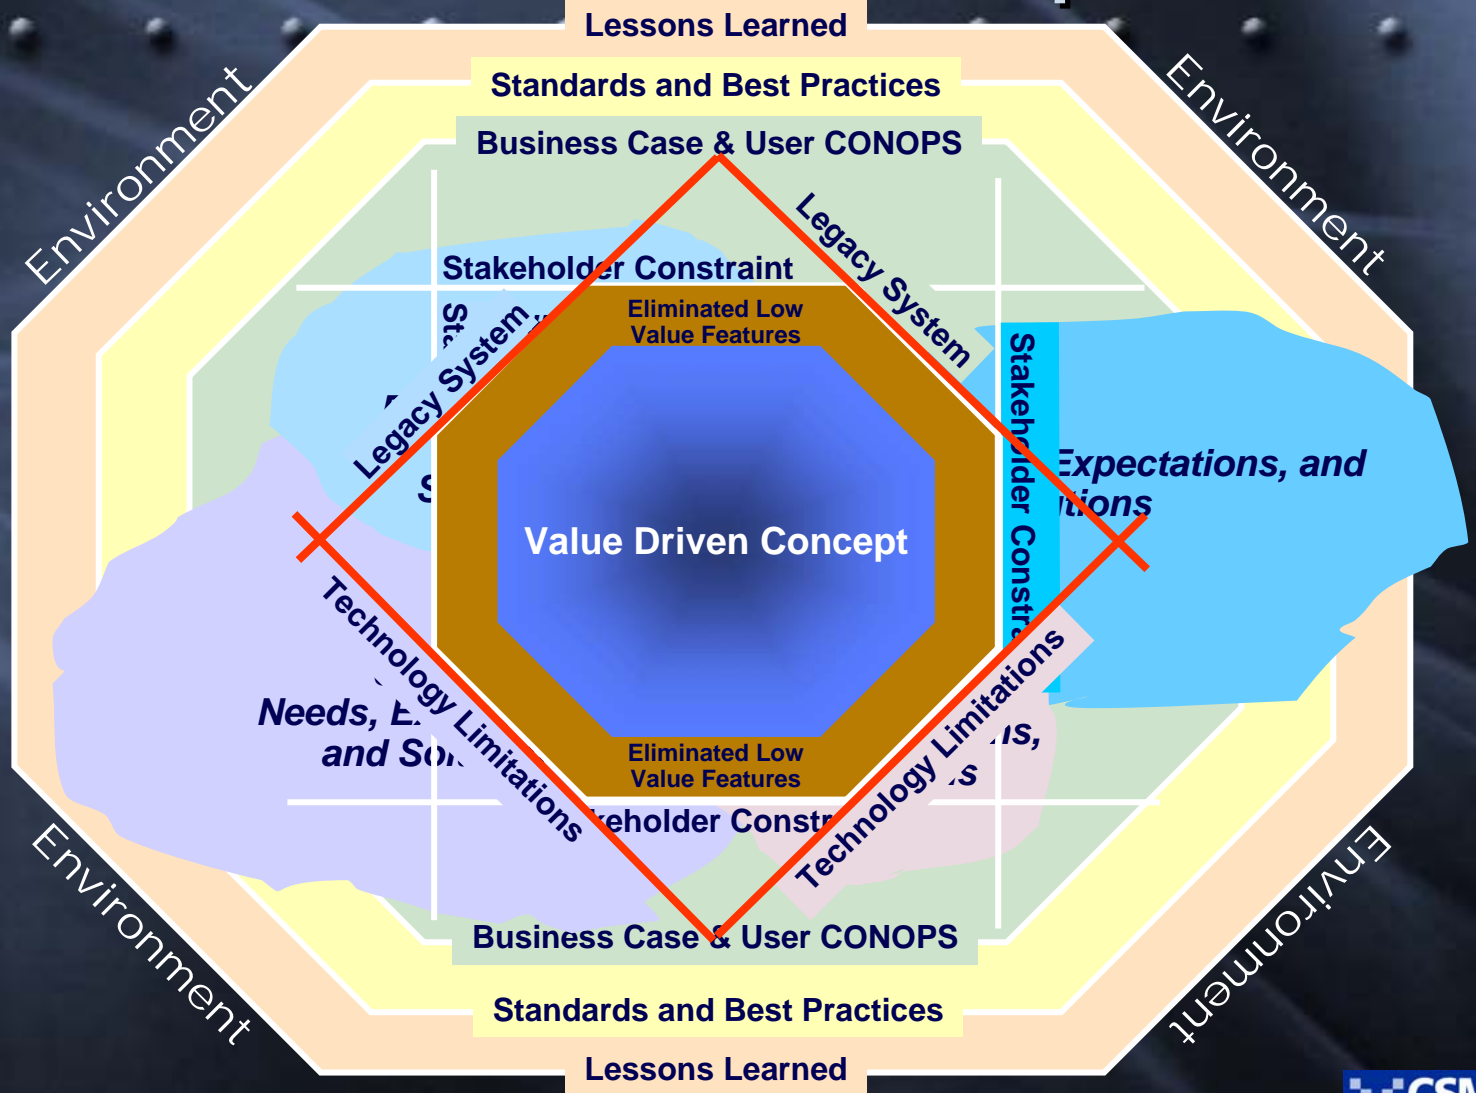 Lessons Learned
Standards and Best Practices
Business Case & User CONOPS
Environment
Environment
Legacy System
Stakeholder Constraint
Eliminated Low
Value Features
Legacy System
Stakeholder
Expectations, and
Value Driven Concept
Technology Limitations
Technology Limitations
Needs,
and
Eliminated Low
Value Features
Business Case & User CONOPS
Environment
Environment
Standards and Best Practices
Lessons Learned